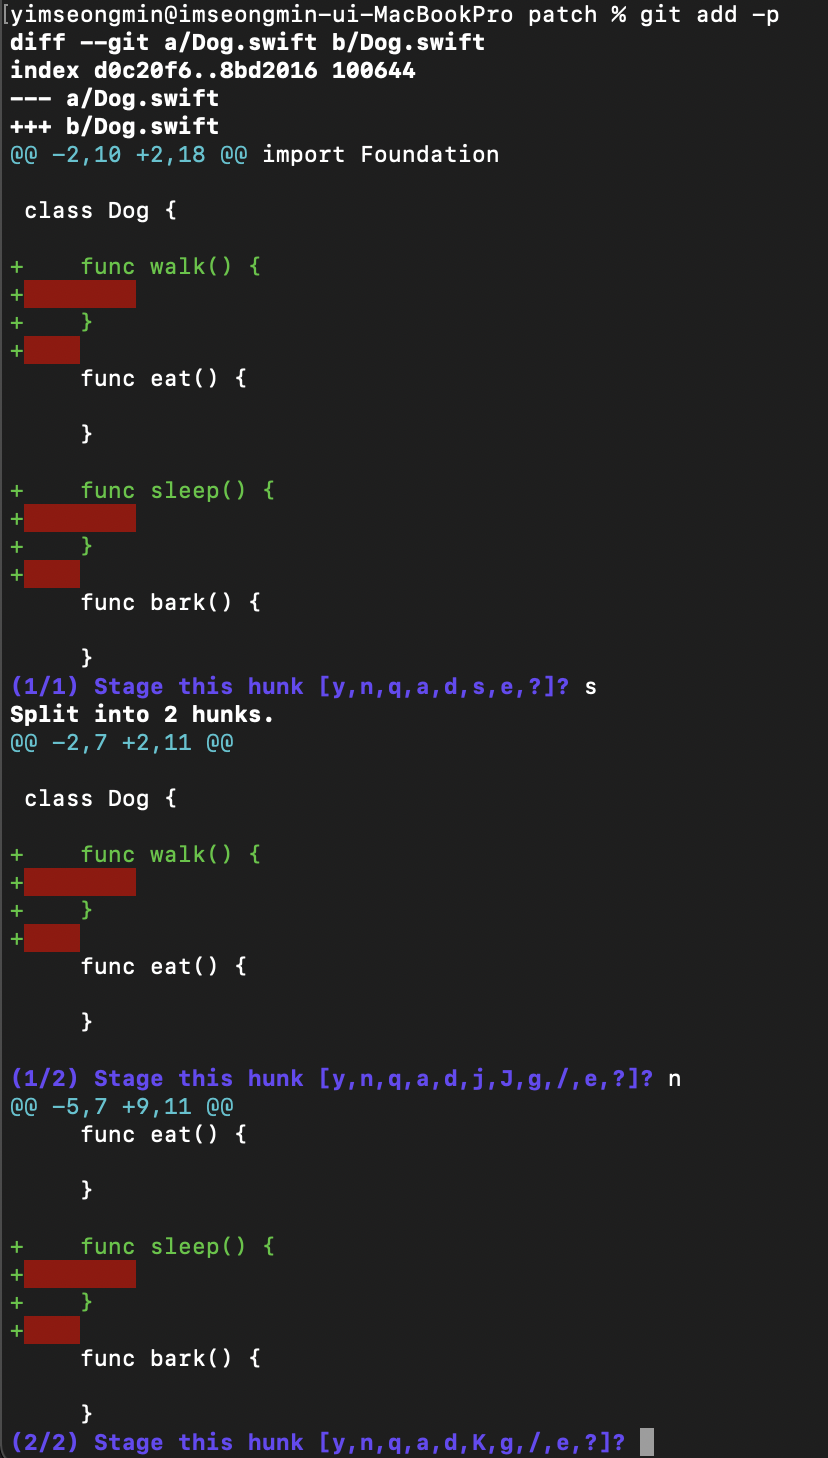 [yimseongmin@imseongmin-ui-MacBookPro patch % git add -p
diff --git a/Dog.swift b/Dog.swift
index d0c20f6..8bd2016 100644
--- a/Dog.swift
+++ b/Dog.swift
@@ -2,10 +2,18 @@ import Foundation

 class Dog {

+    func walk() {
+
+    }
+
     func eat() {

     }

+    func sleep() {
+
+    }
+
     func bark() {

     }
(1/1) Stage this hunk [y,n,q,a,d,s,e,?]? s
Split into 2 hunks.
@@ -2,7 +2,11 @@

 class Dog {

+    func walk() {
+
+    }
+
     func eat() {

     }

(1/2) Stage this hunk [y,n,q,a,d,j,J,g,/,e,?]? n
@@ -5,7 +9,11 @@
     func eat() {

     }

+    func sleep() {
+
+    }
+
     func bark() {

     }
(2/2) Stage this hunk [y,n,q,a,d,K,g,/,e,?]?